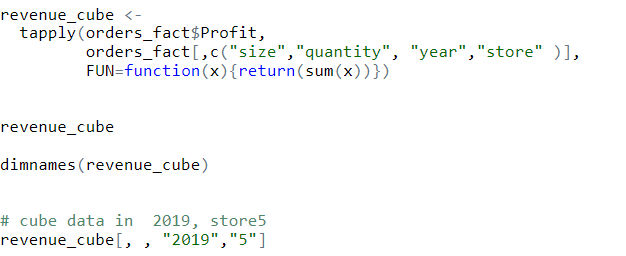 revenue_cube <-
  tapply(orders_fact$Profit,
         orders_fact[,c("size","quantity", "year","store" )],
         FUN=function(x){return(sum(x))})
revenue_cube
dimnames(revenue_cube)
# cube data in  2019, store5
revenue_cube[, , "2019","5"]